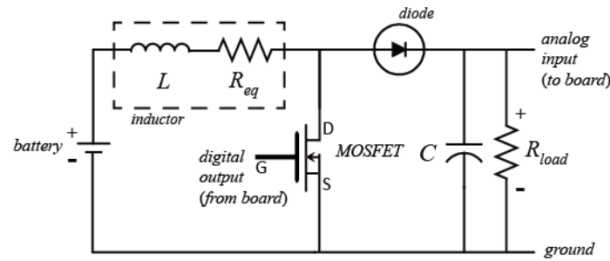 diode
analog
input
(to board)
L
R_eq
inductor
+
battery
-
digital
output
(from board)
G
D
S
MOSFET
C
+
R_load
-
ground